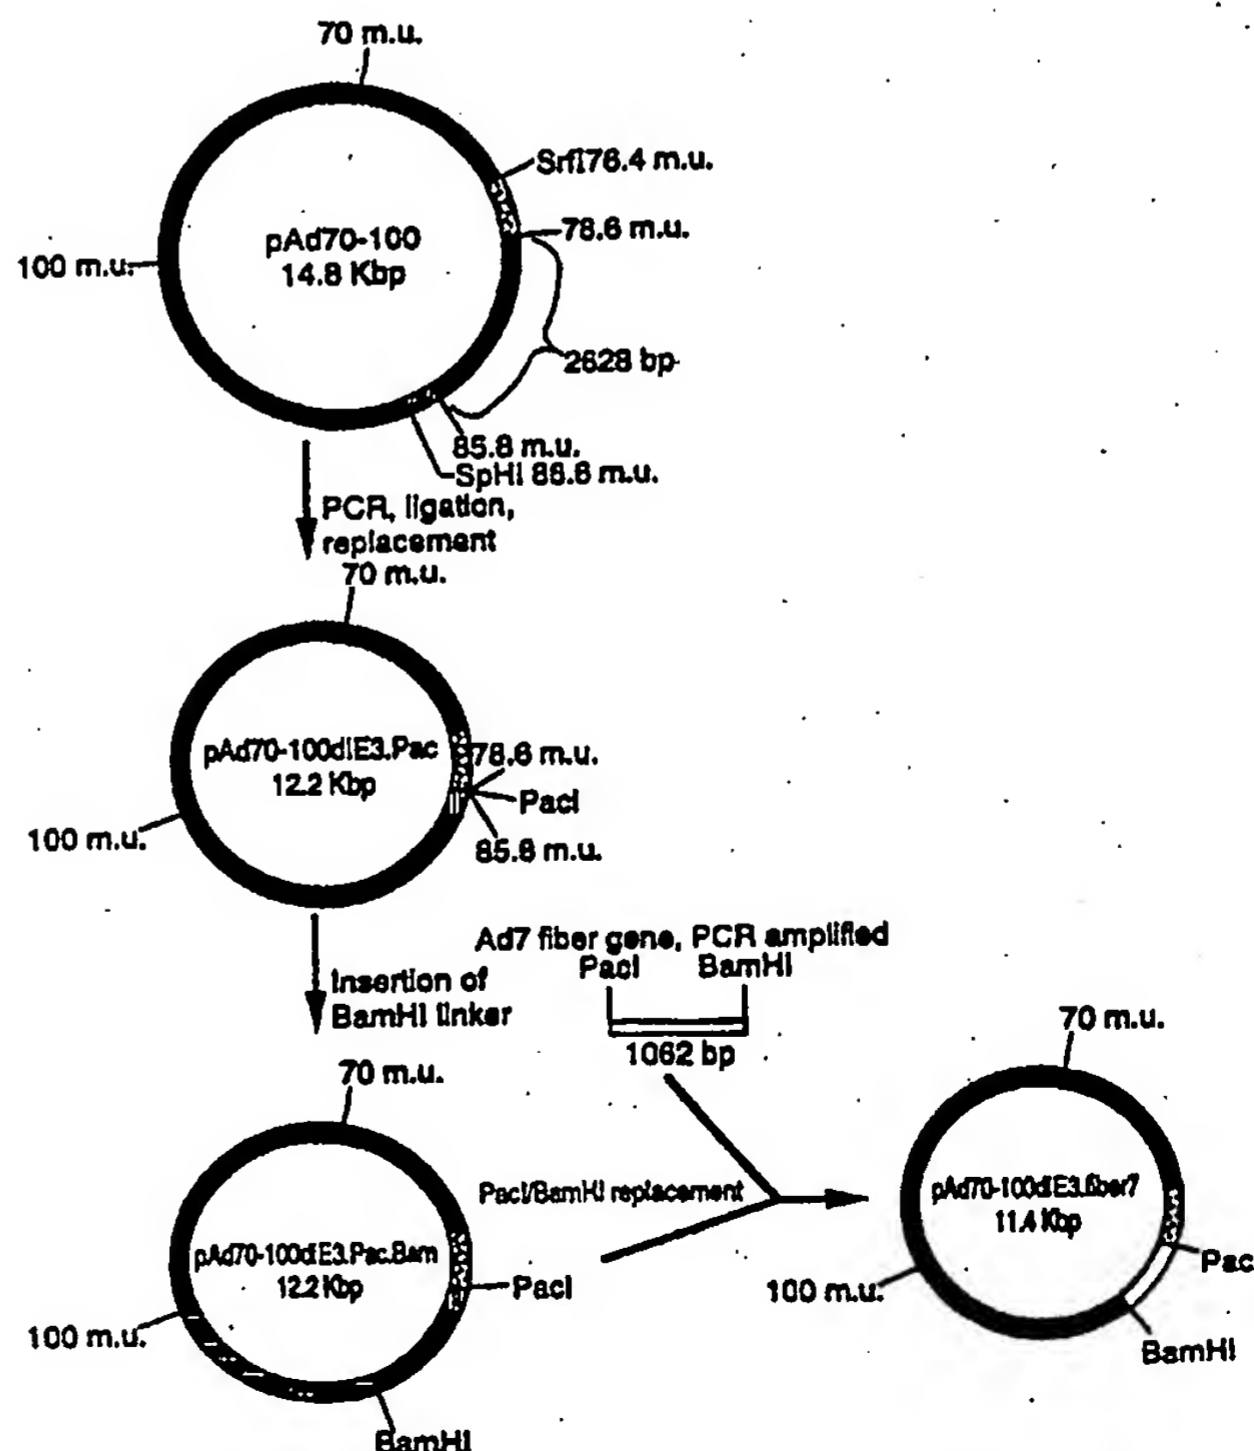 70 m.u.
SrfI76.4 m.u.
78.6 m.u.
pAd70-100
14.8 Kbp
100 m.u.
2628 bp
85.8 m.u.
SpHI 86.6 m.u.
PCR, ligation,
replacement
70 m.u.
pAd70-100dlE3.Pac
12.2 Kbp
78.6 m.u.
PacI
100 m.u.
85.8 m.u.
Ad7 fiber gene, PCR amplified
PacI BamHI
Insertion of
BamHI linker
1062 bp
70 m.u.
70 m.u.
PacI/BamHI replacement
pAd70-100dlE3.Pac.Bam
12.2 Kbp
PacI
pAd70-100dlE3.fiber7
11.4 Kbp
Pac
100 m.u.
100 m.u.
BamHI
BamHI